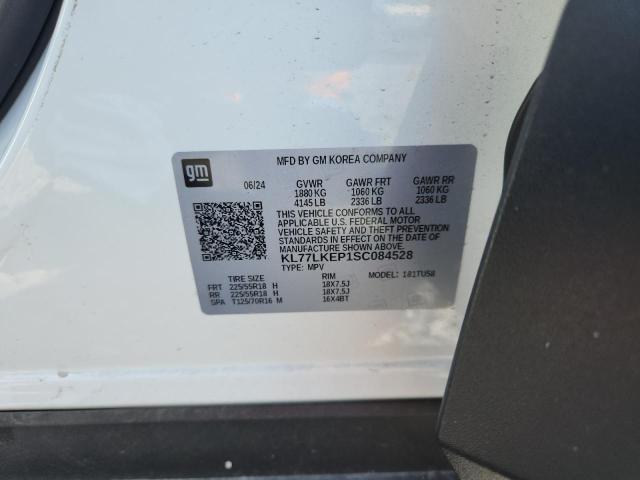 gm
MFD BY GM KOREA COMPANY
06/24 GVWR GAWR FRT GAWR RR
1880 KG 1060 KG 1060 KG
4145 LB 2336 LB 2336 LB
THIS VEHICLE CONFORMS TO ALL
APPLICABLE U.S. FEDERAL MOTOR
VEHICLE SAFETY AND THEFT PREVENTION
STANDARDS IN EFFECT ON THE DATE OF
MANUFACTURE SHOWN ABOVE.
KL77LKEP1SC084528
TYPE: MPV MODEL: 181TU58
TIRE SIZE RIM
FRT 225/55R18 H 18X7.5J
RR 225/55R18 H 18X7.5J
SPA T125/70R16 M 16X4BT